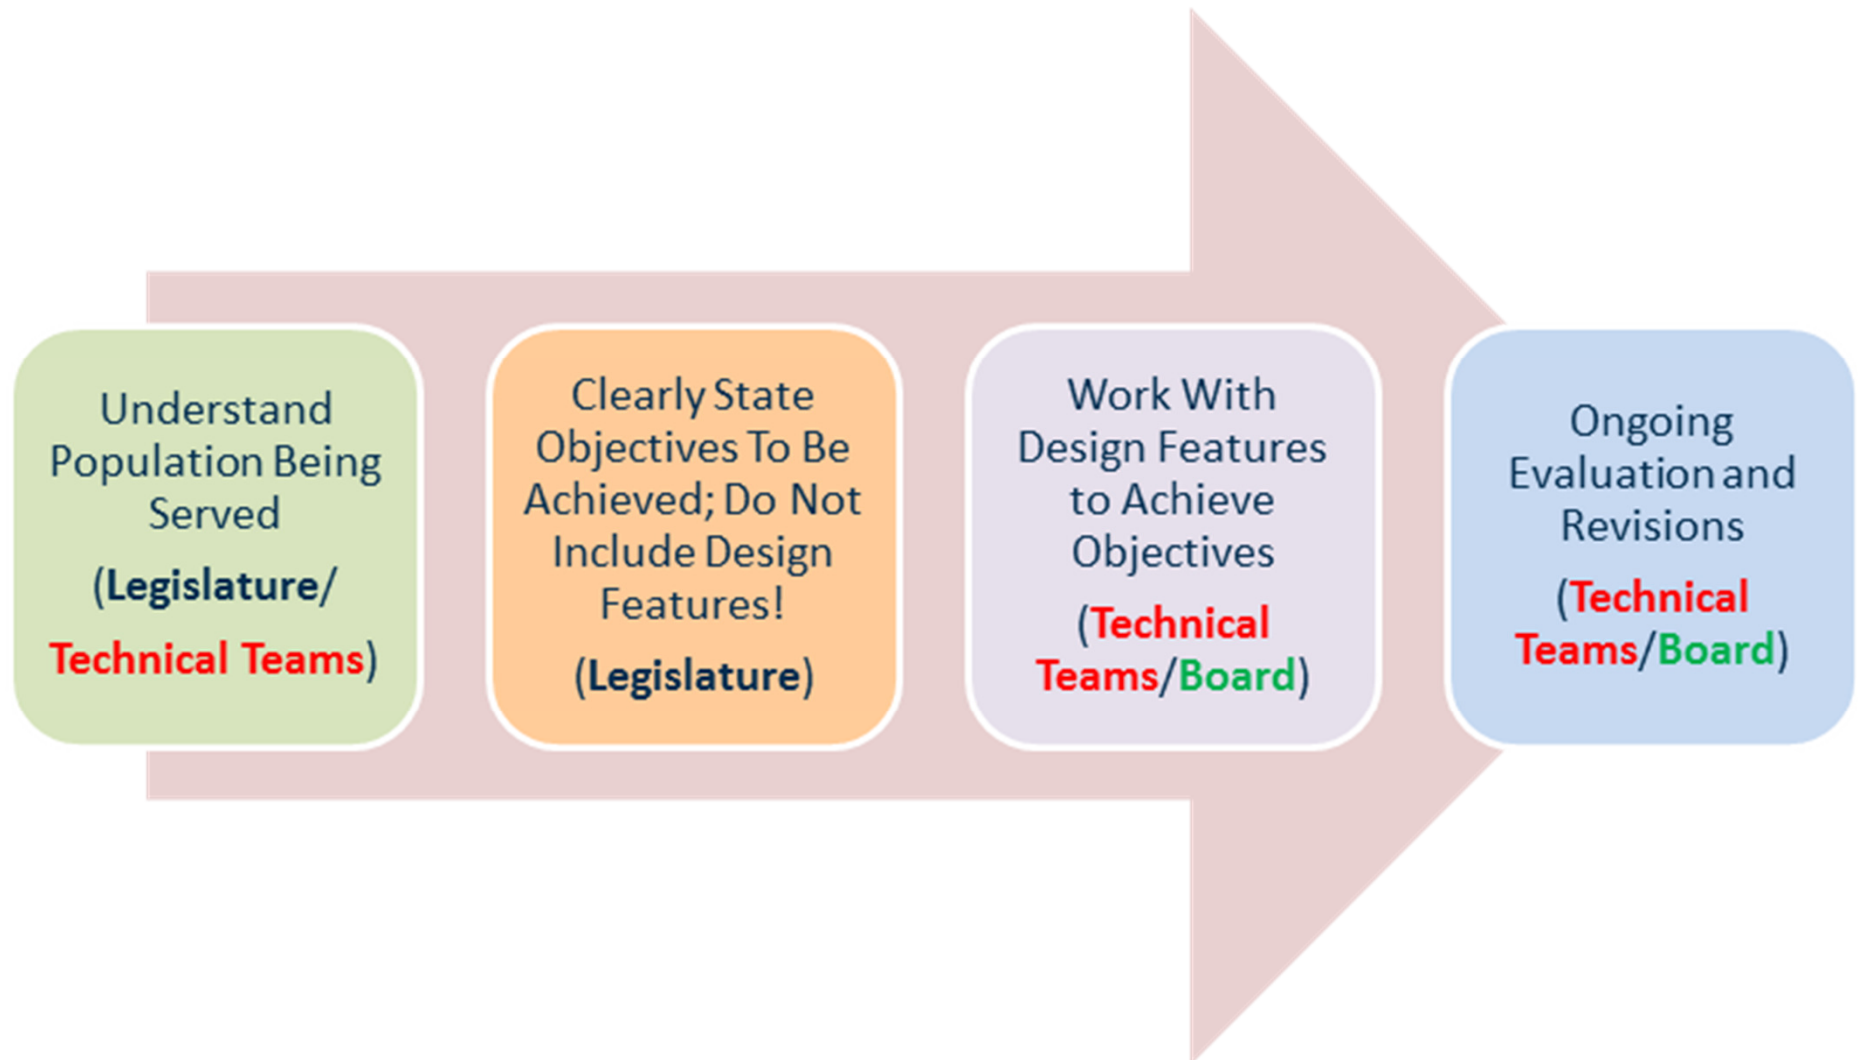 Understand
Population Being
Served
(Legislature/
Technical Teams)
Clearly State
Objectives To Be
Achieved; Do Not
Include Design
Features!
(Legislature)
Work With
Design Features
to Achieve
Objectives
(Technical
Teams/Board)
Ongoing
Evaluation and
Revisions
(Technical
Teams/Board)